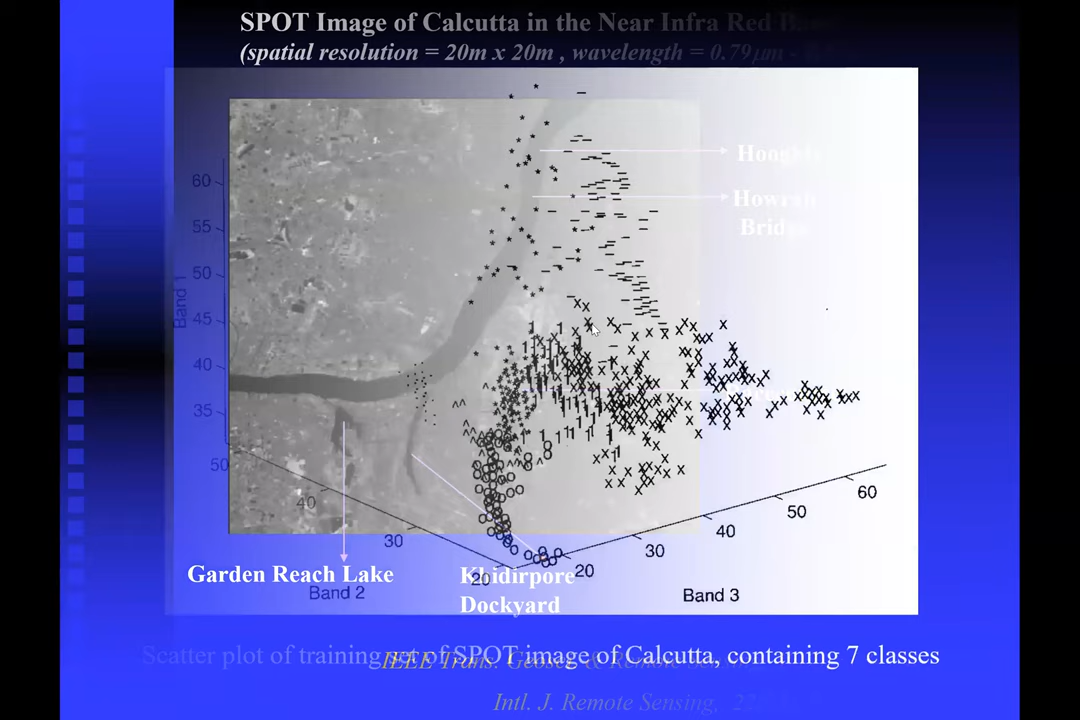 SPOT Image of Calcutta in the Near Infra Red
(spatial resolution = 20m x 20m , wavelength = 0.79μm -
60
55
50
45
40
35
Band 1
Howrah
50
40
30
20
Band 2
20
30
40
50
60
Band 3
Garden Reach Lake
Khidirpore
Dockyard
Scatter plot of training set of SPOT image of Calcutta, containing 7 classes
IEEE Trans. Geosci. & Remote
Intl. J. Remote Sensing,